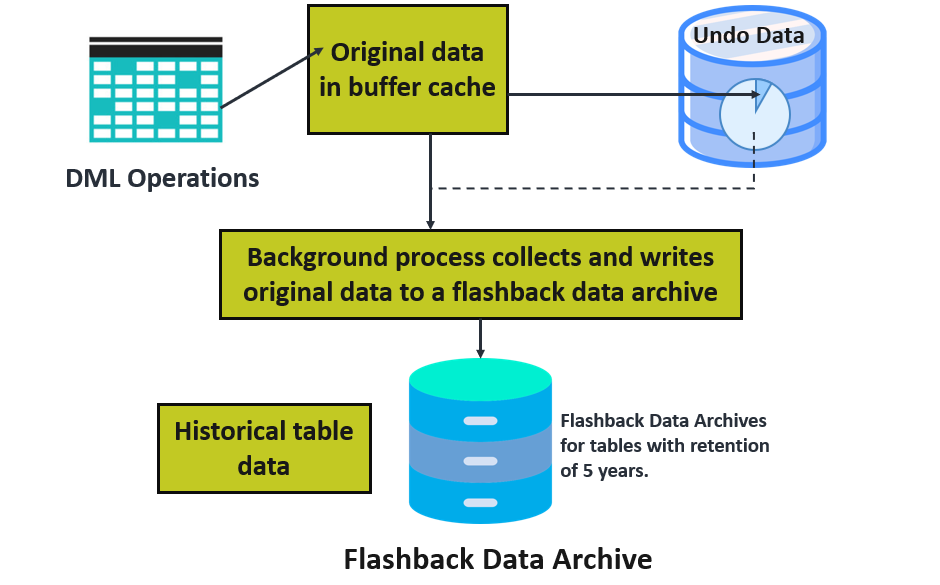 Original data
in buffer cache
Undo Data
DML Operations
Background process collects and writes
original data to a flashback data archive
Historical table
data
Flashback Data Archives
for tables with retention
of 5 years.
Flashback Data Archive